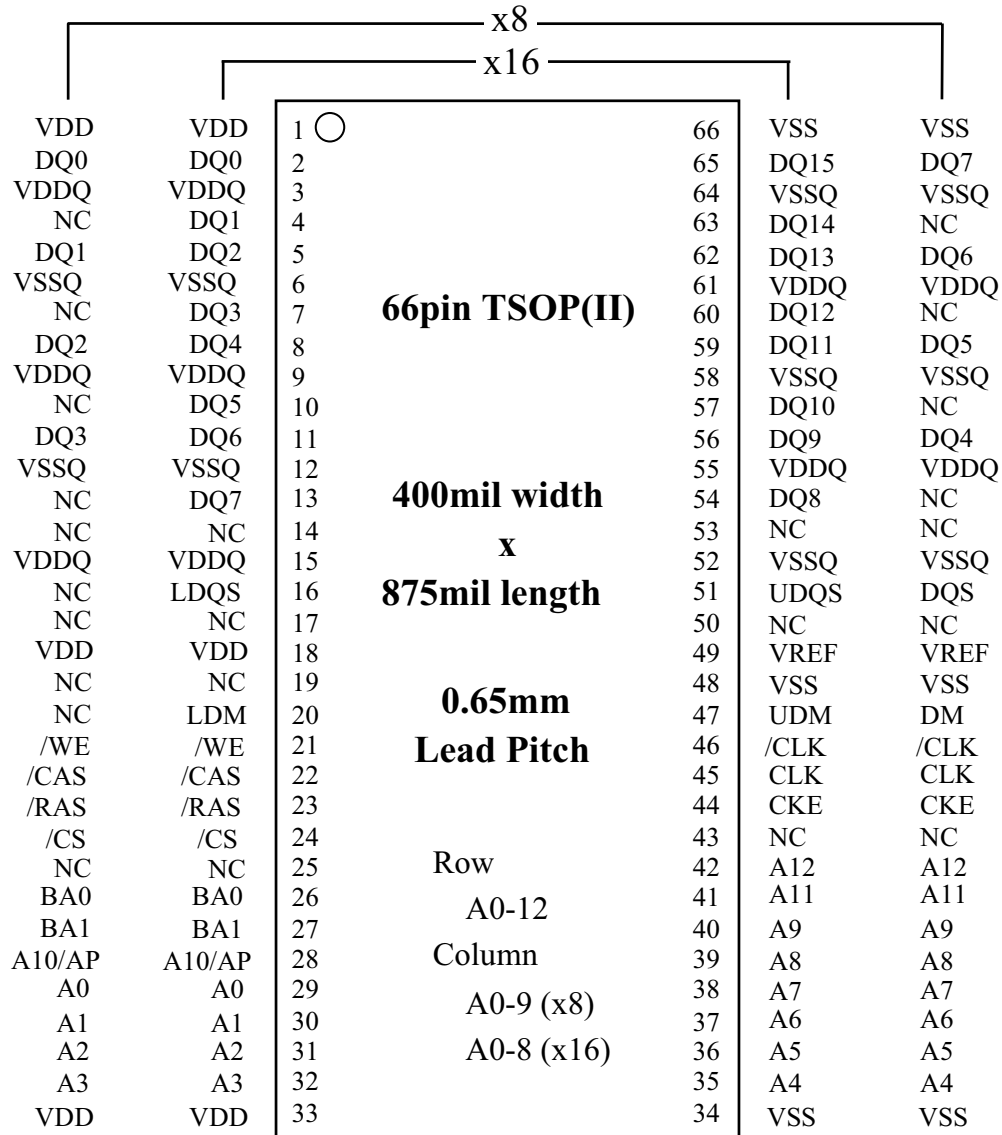 x8
x16
VDD VDD 1 66 VSS VSS
DQ0 DQ0 2 65 DQ15 DQ7
VDDQ VDDQ 3 64 VSSQ VSSQ
NC DQ1 4 63 DQ14 NC
DQ1 DQ2 5 62 DQ13 DQ6
VSSQ VSSQ 6 61 VDDQ VDDQ
NC DQ3 7 66pin TSOP(II) 60 DQ12 NC
DQ2 DQ4 8 59 DQ11 DQ5
VDDQ VDDQ 9 58 VSSQ VSSQ
NC DQ5 10 57 DQ10 NC
DQ3 DQ6 11 56 DQ9 DQ4
VSSQ VSSQ 12 55 VDDQ VDDQ
NC DQ7 13 400mil width 54 DQ8 NC
NC NC 14 x 53 NC NC
VDDQ VDDQ 15 52 VSSQ VSSQ
NC LDQS 16 875mil length 51 UDQS DQS
NC NC 17 50 NC NC
VDD VDD 18 49 VREF VREF
NC NC 19 0.65mm 48 VSS VSS
NC LDM 20 47 UDM DM
/WE /WE 21 Lead Pitch 46 /CLK /CLK
/CAS /CAS 22 45 CLK CLK
/RAS /RAS 23 44 CKE CKE
/CS /CS 24 43 NC NC
NC NC 25 Row 42 A12 A12
BA0 BA0 26 A0-12 41 A11 A11
BA1 BA1 27 40 A9 A9
A10/AP A10/AP 28 Column 39 A8 A8
A0 A0 29 A0-9 (x8) 38 A7 A7
A1 A1 30 37 A6 A6
A2 A2 31 A0-8 (x16) 36 A5 A5
A3 A3 32 35 A4 A4
VDD VDD 33 34 VSS VSS